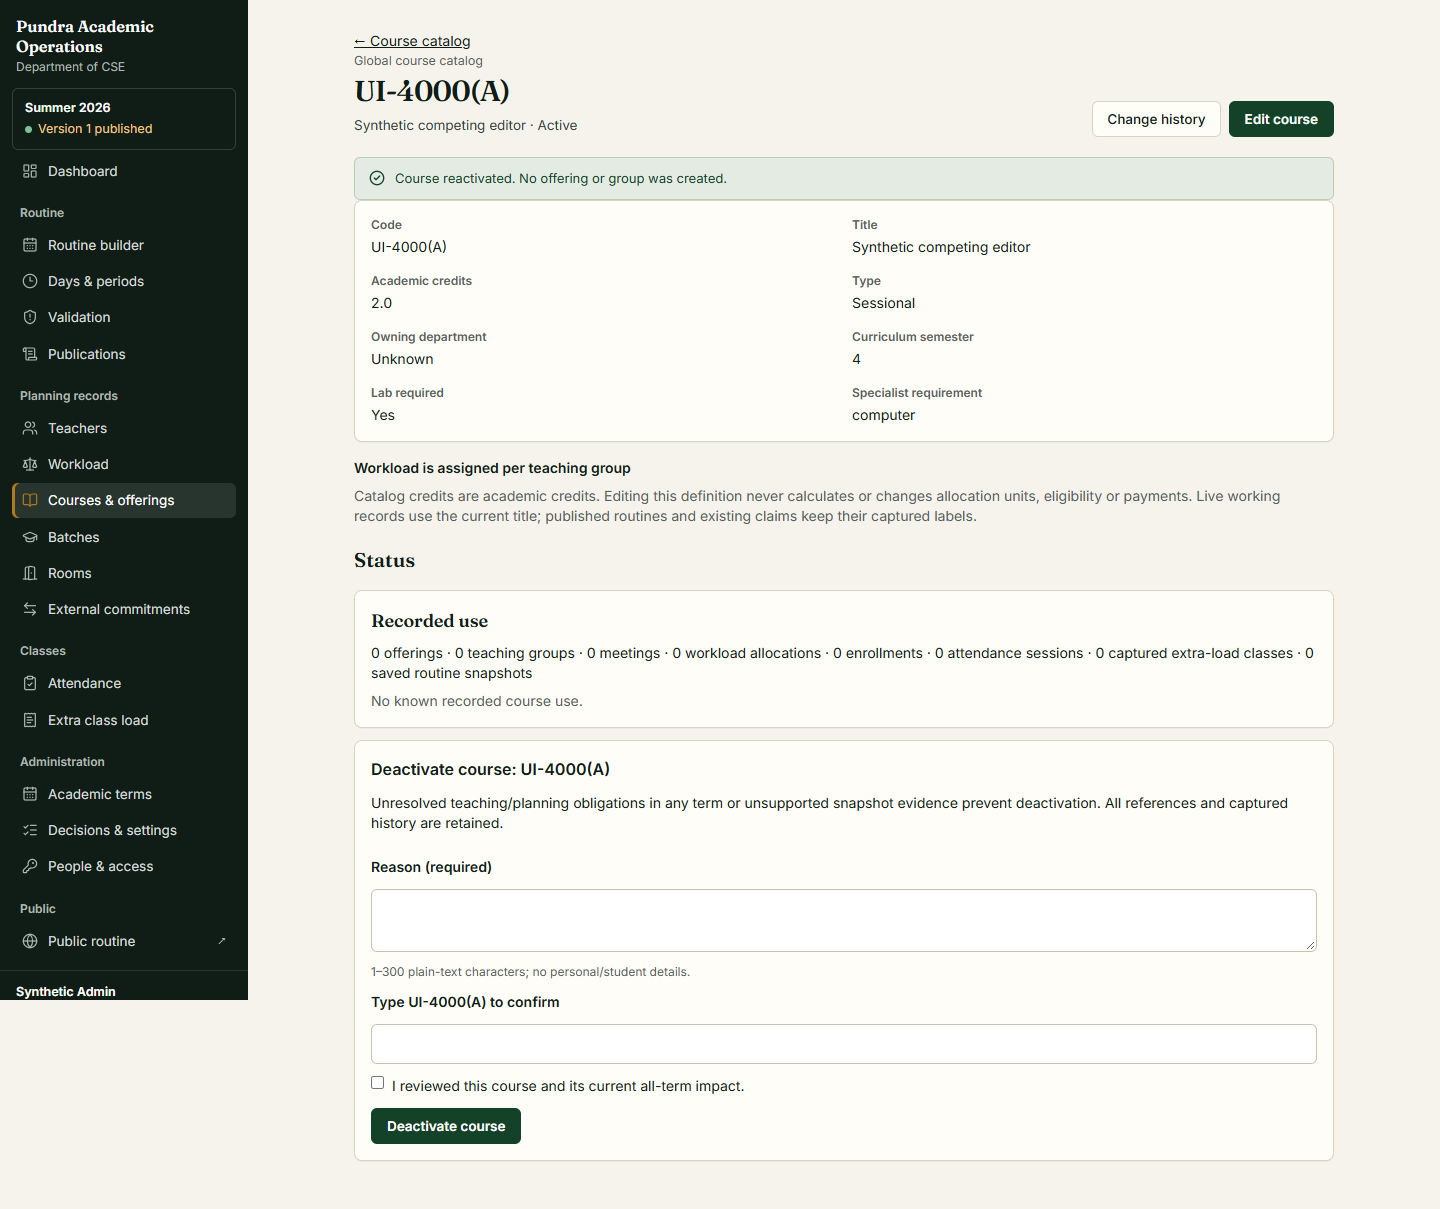 Pundra Academic
Operations
Department of CSE
Summer 2026
Version 1 published
Dashboard
Routine
Routine builder
Days & periods
Validation
Publications
Planning records
Teachers
Workload
Courses & offerings
Batches
Rooms
External commitments
Classes
Attendance
Extra class load
Administration
Academic terms
Decisions & settings
People & access
Public
Public routine ↗
Synthetic Admin
← Course catalog
Global course catalog
UI-4000(A)
Synthetic competing editor · Active
Change history
Edit course
Course reactivated. No offering or group was created.
Code
UI-4000(A)
Title
Synthetic competing editor
Academic credits
2.0
Type
Sessional
Owning department
Unknown
Curriculum semester
4
Lab required
Yes
Specialist requirement
computer
Workload is assigned per teaching group
Catalog credits are academic credits. Editing this definition never calculates or changes allocation units, eligibility or payments. Live working
records use the current title; published routines and existing claims keep their captured labels.
Status
Recorded use
0 offerings · 0 teaching groups · 0 meetings · 0 workload allocations · 0 enrollments · 0 attendance sessions · 0 captured extra-load classes · 0
saved routine snapshots
No known recorded course use.
Deactivate course: UI-4000(A)
Unresolved teaching/planning obligations in any term or unsupported snapshot evidence prevent deactivation. All references and captured
history are retained.
Reason (required)
1–300 plain-text characters; no personal/student details.
Type UI-4000(A) to confirm
I reviewed this course and its current all-term impact.
Deactivate course